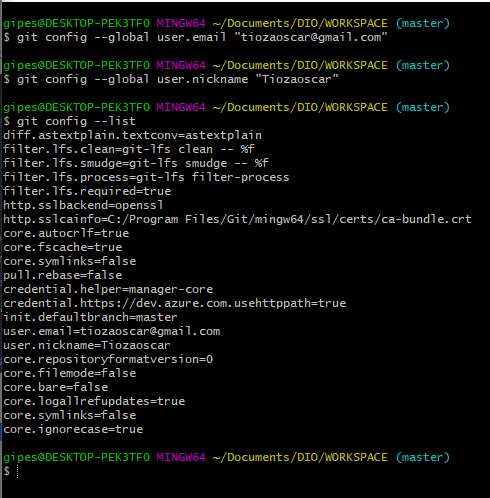 gipes@DESKTOP-PEK3TFO MINGW64 ~/Documents/DIO/WORKSPACE (master)
$ git config --global user.email "tiozaoscar@gmail.com"
gipes@DESKTOP-PEK3TFO MINGW64 ~/Documents/DIO/WORKSPACE (master)
$ git config --global user.nickname "Tiozaoscar"
gipes@DESKTOP-PEK3TFO MINGW64 ~/Documents/DIO/WORKSPACE (master)
$ git config --list
diff.astextplain.textconv=astextplain
filter.lfs.clean=git-lfs clean -- %f
filter.lfs.smudge=git-lfs smudge -- %f
filter.lfs.process=git-lfs filter-process
filter.lfs.required=true
http.sslbackend=openssl
http.sslcainfo=C:/Program Files/Git/mingw64/ssl/certs/ca-bundle.crt
core.autocrlf=true
core.fscache=true
core.symlinks=false
pull.rebase=false
credential.helper=manager-core
credential.https://dev.azure.com.usehttppath=true
init.defaultbranch=master
user.email=tiozaoscar@gmail.com
user.nickname=Tiozaoscar
core.repositoryformatversion=0
core.filemode=false
core.bare=false
core.logallrefupdates=true
core.symlinks=false
core.ignorecase=true
gipes@DESKTOP-PEK3TFO MINGW64 ~/Documents/DIO/WORKSPACE (master)
$